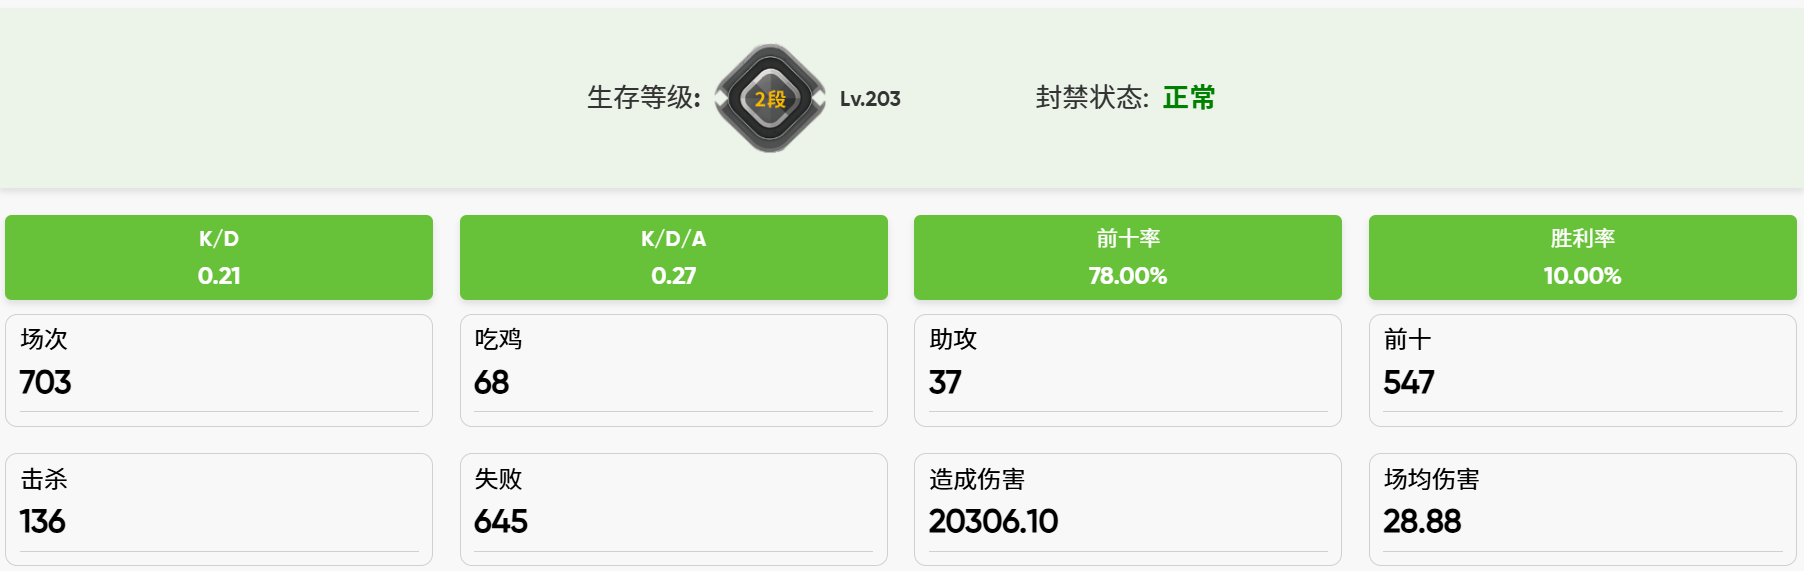 生存等级: 2段 Lv.203 封禁状态: 正常
K/D K/D/A 前十率 胜利率
0.21 0.27 78.00% 10.00%
场次 吃鸡 助攻 前十
703 68 37 547
击杀 失败 造成伤害 场均伤害
136 645 20306.10 28.88